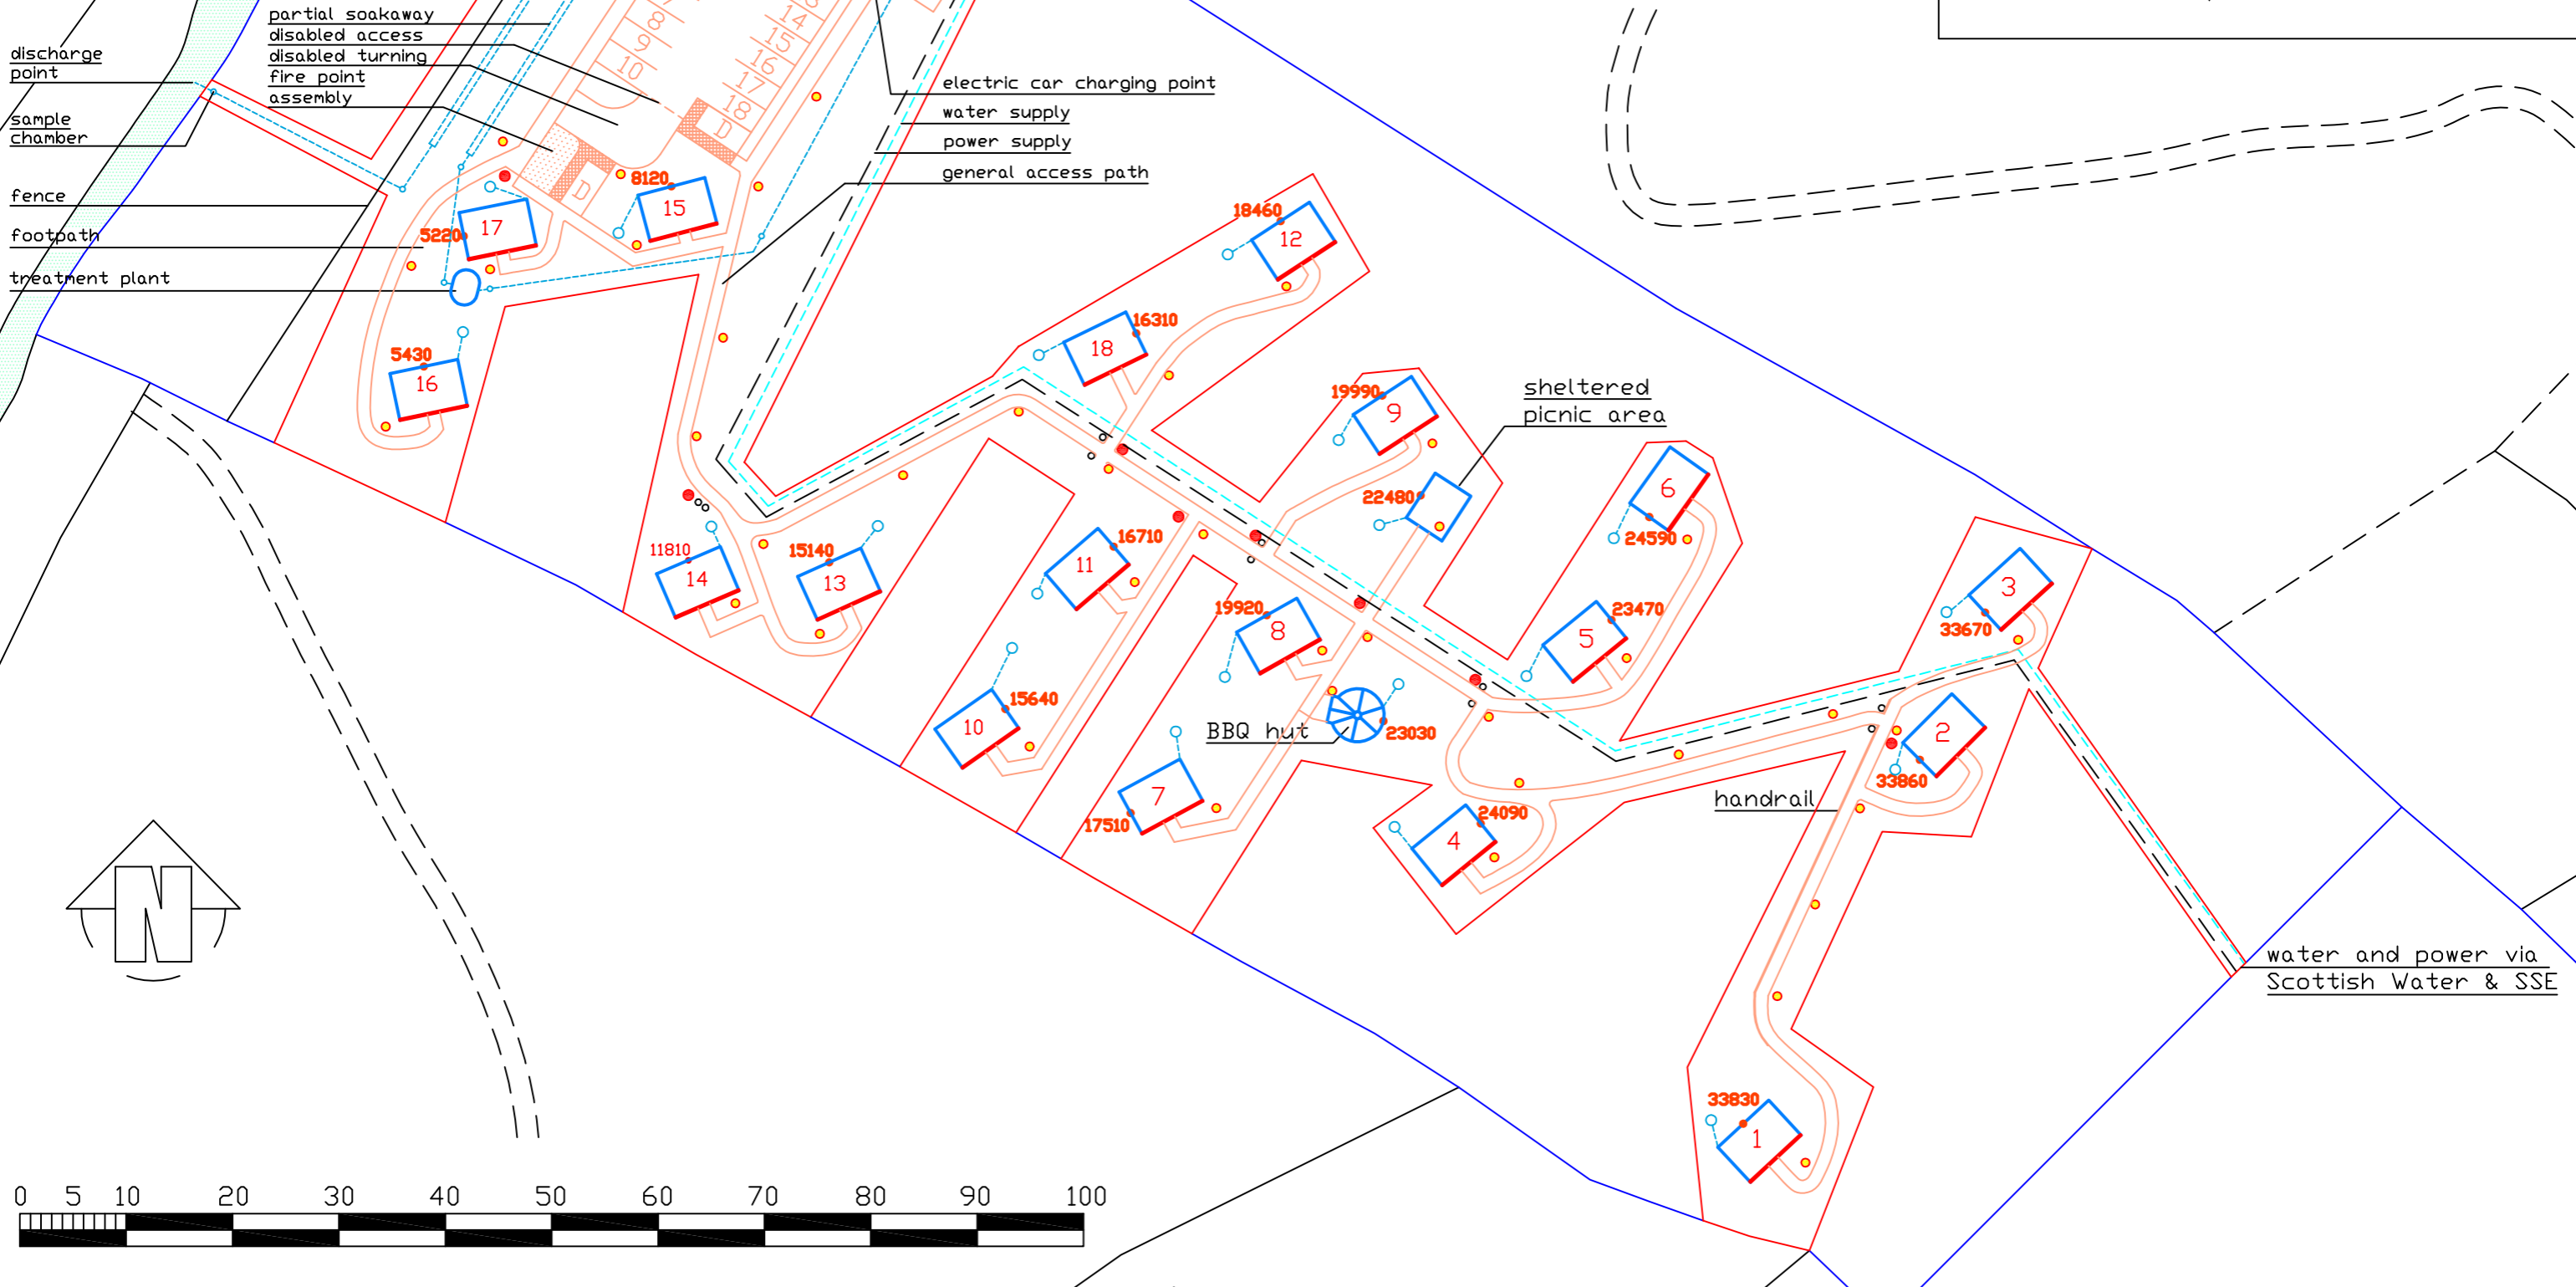 partial soakaway
disabled access
disabled turning
fire point
assembly
discharge
point
sample
chamber
fence
footpath
treatment plant
8
9
10
14
15
16
17
18
D
D
electric car charging point
water supply
power supply
general access path
8120
15
17
5220
18460
12
16310
18
5430
16
19990
9
sheltered
picnic area
22480
6
24590
11810
14
15140
13
16710
11
19920
8
23470
5
3
33670
15640
10
BBQ hut
23030
2
33860
7
17510
24090
4
handrail
N
water and power via
Scottish Water & SSE
33830
1
0 5 10 20 30 40 50 60 70 80 90 100